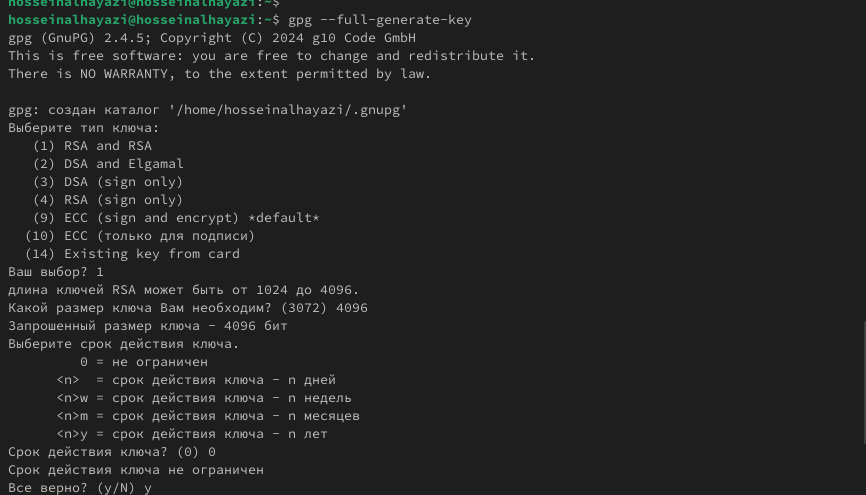 hosseinalhayazi@hosseinalhayazi:~$
hosseinalhayazi@hosseinalhayazi:~$ gpg --full-generate-key
gpg (GnuPG) 2.4.5; Copyright (C) 2024 g10 Code GmbH
This is free software: you are free to change and redistribute it.
There is NO WARRANTY, to the extent permitted by law.

gpg: создан каталог '/home/hosseinalhayazi/.gnupg'
Выберите тип ключа:
   (1) RSA and RSA
   (2) DSA and Elgamal
   (3) DSA (sign only)
   (4) RSA (sign only)
   (9) ECC (sign and encrypt) *default*
  (10) ECC (только для подписи)
  (14) Existing key from card
Ваш выбор? 1
длина ключей RSA может быть от 1024 до 4096.
Какой размер ключа Вам необходим? (3072) 4096
Запрошенный размер ключа - 4096 бит
Выберите срок действия ключа.
         0 = не ограничен
      <n>  = срок действия ключа - n дней
      <n>w = срок действия ключа - n недель
      <n>m = срок действия ключа - n месяцев
      <n>y = срок действия ключа - n лет
Срок действия ключа? (0) 0
Срок действия ключа не ограничен
Все верно? (y/N) y